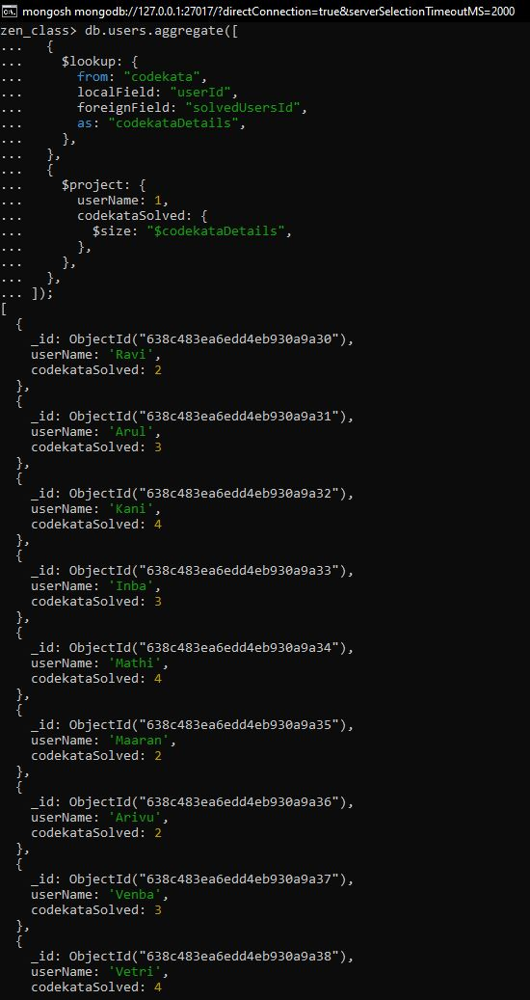 mongosh mongodb://127.0.0.1:27017/?directConnection=true&serverSelectionTimeoutMS=2000
zen_class> db.users.aggregate([
...   {
...     $lookup: {
...       from: "codekata",
...       localField: "userId",
...       foreignField: "solvedUsersId",
...       as: "codekataDetails",
...     },
...   },
...   {
...     $project: {
...       userName: 1,
...       codekataSolved: {
...         $size: "$codekataDetails",
...       },
...     },
...   },
... ]);
[
  {
    _id: ObjectId("638c483ea6edd4eb930a9a30"),
    userName: 'Ravi',
    codekataSolved: 2
  },
  {
    _id: ObjectId("638c483ea6edd4eb930a9a31"),
    userName: 'Arul',
    codekataSolved: 3
  },
  {
    _id: ObjectId("638c483ea6edd4eb930a9a32"),
    userName: 'Kani',
    codekataSolved: 4
  },
  {
    _id: ObjectId("638c483ea6edd4eb930a9a33"),
    userName: 'Inba',
    codekataSolved: 3
  },
  {
    _id: ObjectId("638c483ea6edd4eb930a9a34"),
    userName: 'Mathi',
    codekataSolved: 4
  },
  {
    _id: ObjectId("638c483ea6edd4eb930a9a35"),
    userName: 'Maaran',
    codekataSolved: 2
  },
  {
    _id: ObjectId("638c483ea6edd4eb930a9a36"),
    userName: 'Arivu',
    codekataSolved: 2
  },
  {
    _id: ObjectId("638c483ea6edd4eb930a9a37"),
    userName: 'Venba',
    codekataSolved: 3
  },
  {
    _id: ObjectId("638c483ea6edd4eb930a9a38"),
    userName: 'Vetri',
    codekataSolved: 4